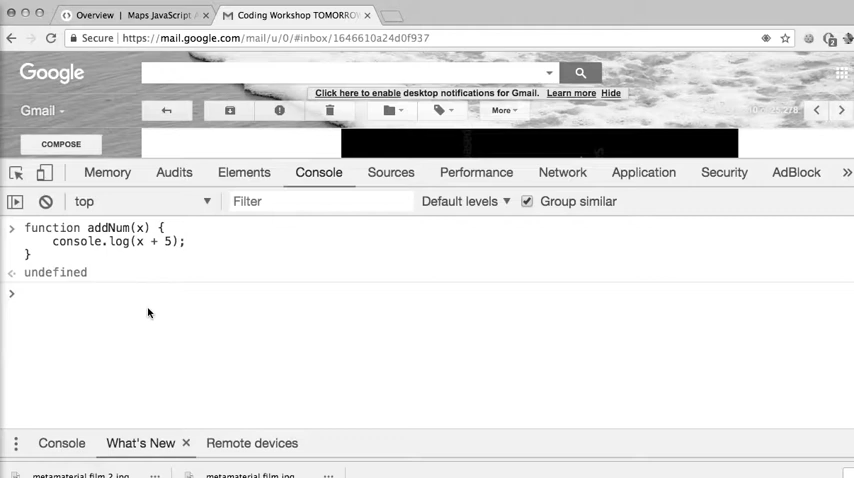 Overview | Maps JavaScript A
Coding Workshop TOMORROW
Secure https://mail.google.com/mail/u/0/#inbox/1646610a24d0f937
Google
Click here to enable desktop notifications for Gmail. Learn more Hide
Gmail
More
COMPOSE
Memory Audits Elements Console Sources Performance Network Application Security AdBlock »
top Filter Default levels Group similar
function addNum(x) {
console.log(x + 5);
}
undefined
Console What's New Remote devices
metamaterial film 2.jpg metamaterial film.jpg